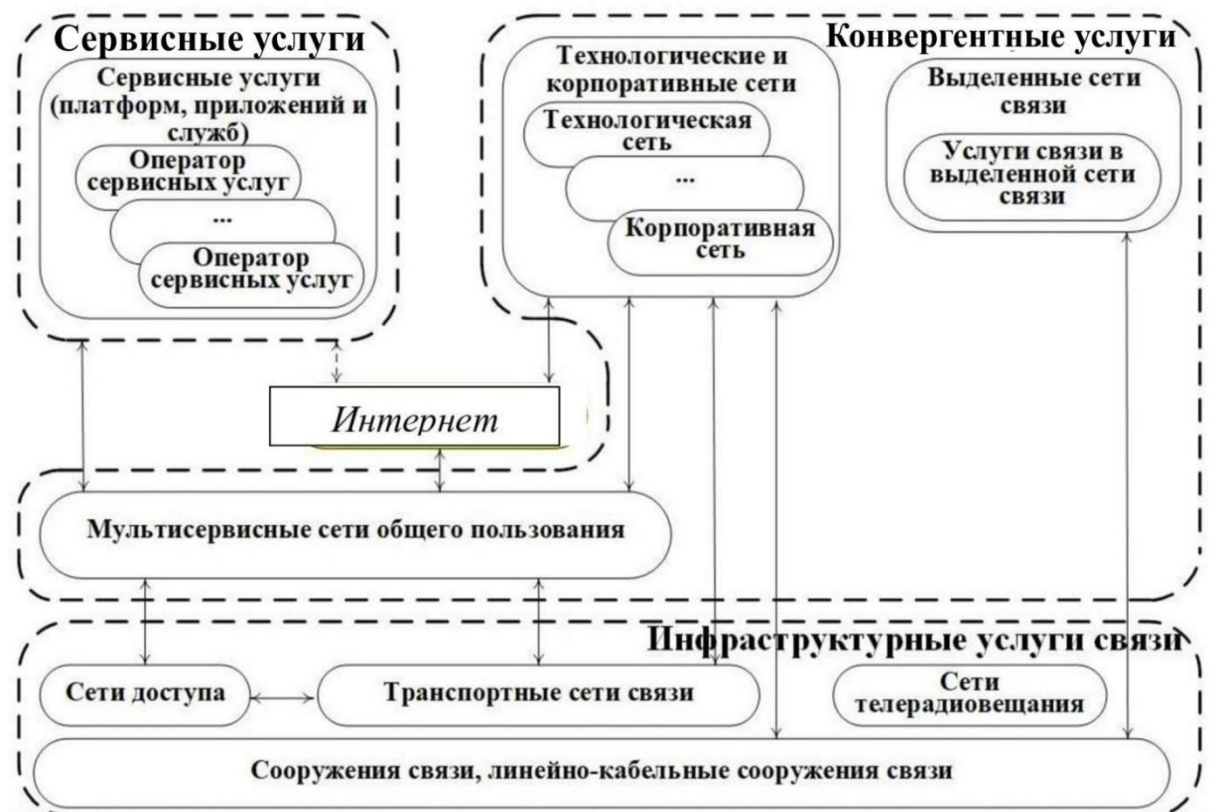 Сервисные услуги
Сервисные услуги
(платформ, приложений и
служб)
Оператор
сервисных услуг
...
Оператор
сервисных услуг
Конвергентные услуги
Технологические и
корпоративные сети
Технологическая
сеть
...
Корпоративная
сеть
Выделенные сети
связи
Услуги связи в
выделенной сети
связи
Интернет
Мультисервисные сети общего пользования
Инфраструктурные услуги связи
Сети доступа
Транспортные сети связи
Сети
телерадиовещания
Сооружения связи, линейно-кабельные сооружения связи